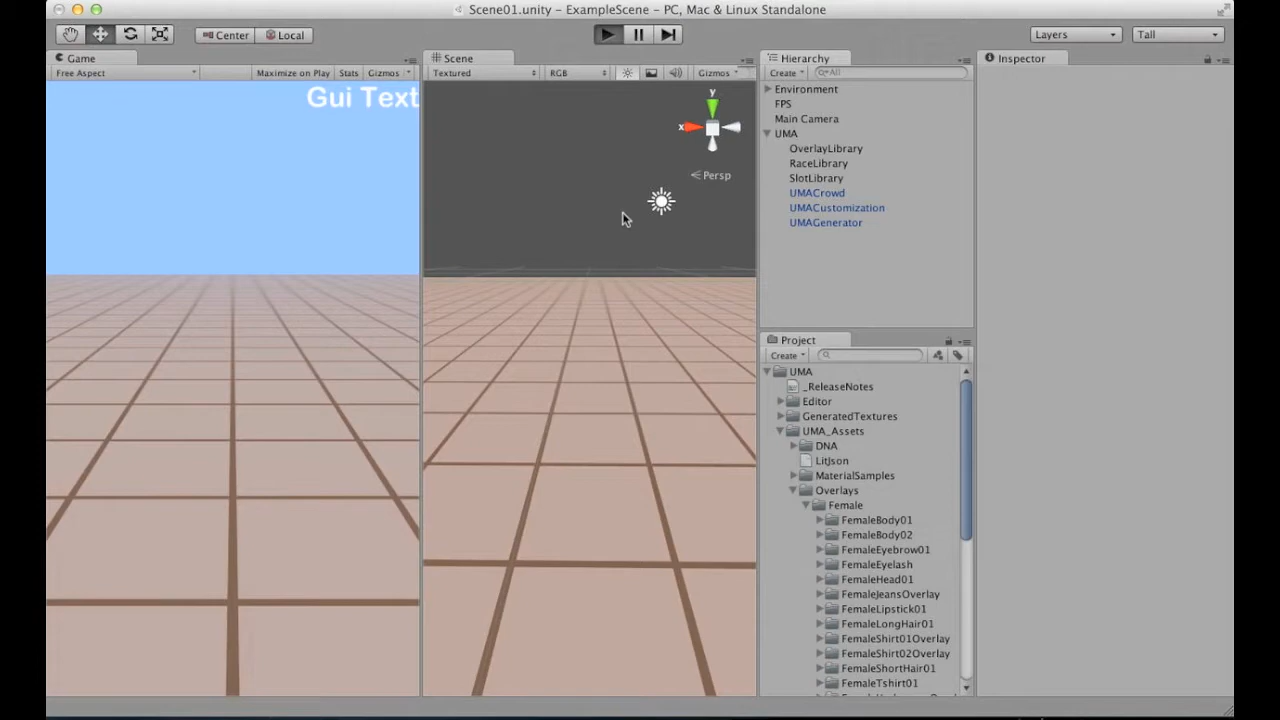 Scene01.unity - ExampleScene - PC, Mac & Linux Standalone
Center Local Layers Tall
Game
Free Aspect Maximize on Play Stats Gizmos
Gui Text
Scene
Textured RGB Gizmos
y
x
Persp
Hierarchy
Create All
Environment
FPS
Main Camera
UMA
OverlayLibrary
RaceLibrary
SlotLibrary
UMACrowd
UMACustomization
UMAGenerator
Project
Create
UMA
_ReleaseNotes
Editor
GeneratedTextures
UMA_Assets
DNA
LitJson
MaterialSamples
Overlays
Female
FemaleBody01
FemaleBody02
FemaleEyebrow01
FemaleEyelash
FemaleHead01
FemaleJeansOverlay
FemaleLipstick01
FemaleLongHair01
FemaleShirt01Overlay
FemaleShirt02Overlay
FemaleShortHair01
FemaleTshirt01
Inspector